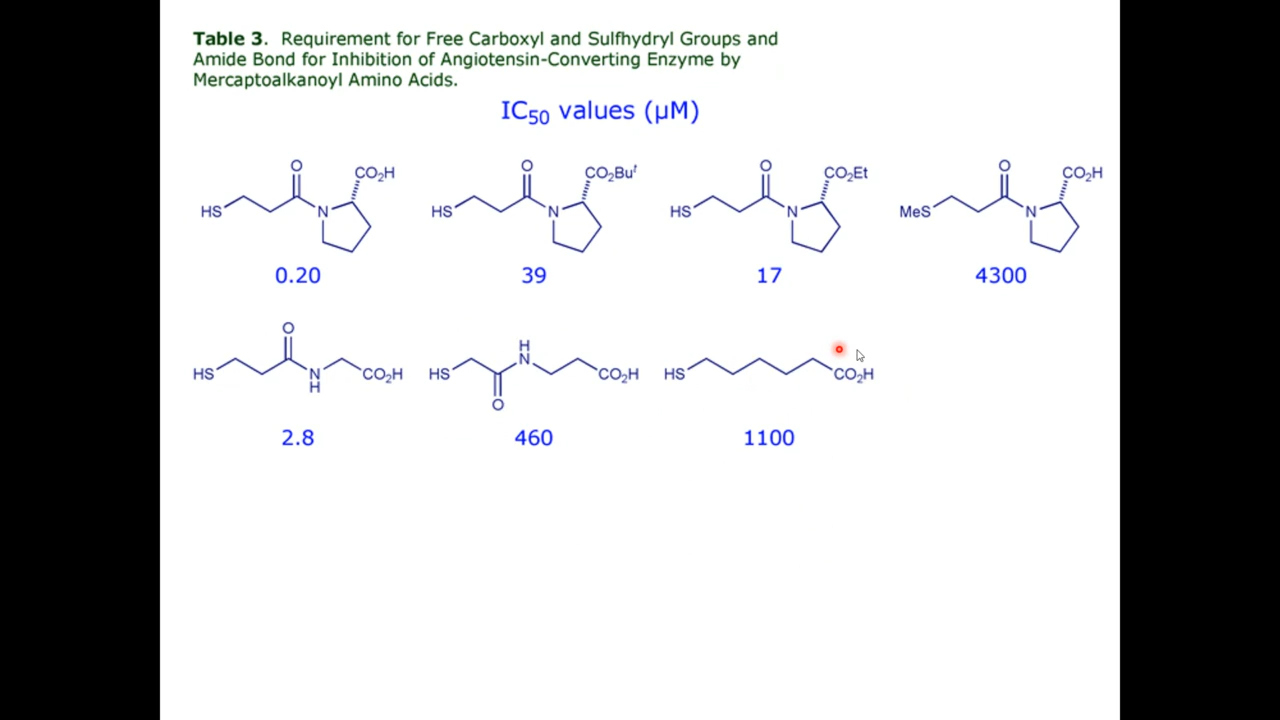 Table 3. Requirement for Free Carboxyl and Sulfhydryl Groups and
Amide Bond for Inhibition of Angiotensin-Converting Enzyme by
Mercaptoalkanoyl Amino Acids.
IC50 values (µM)
HS O N CO2H
HS O N CO2Buᵗ
HS O N CO2Et
MeS O N CO2H
0.20 39 17 4300
HS O N H CO2H
HS O H N CO2H
HS CO2H
2.8 460 1100